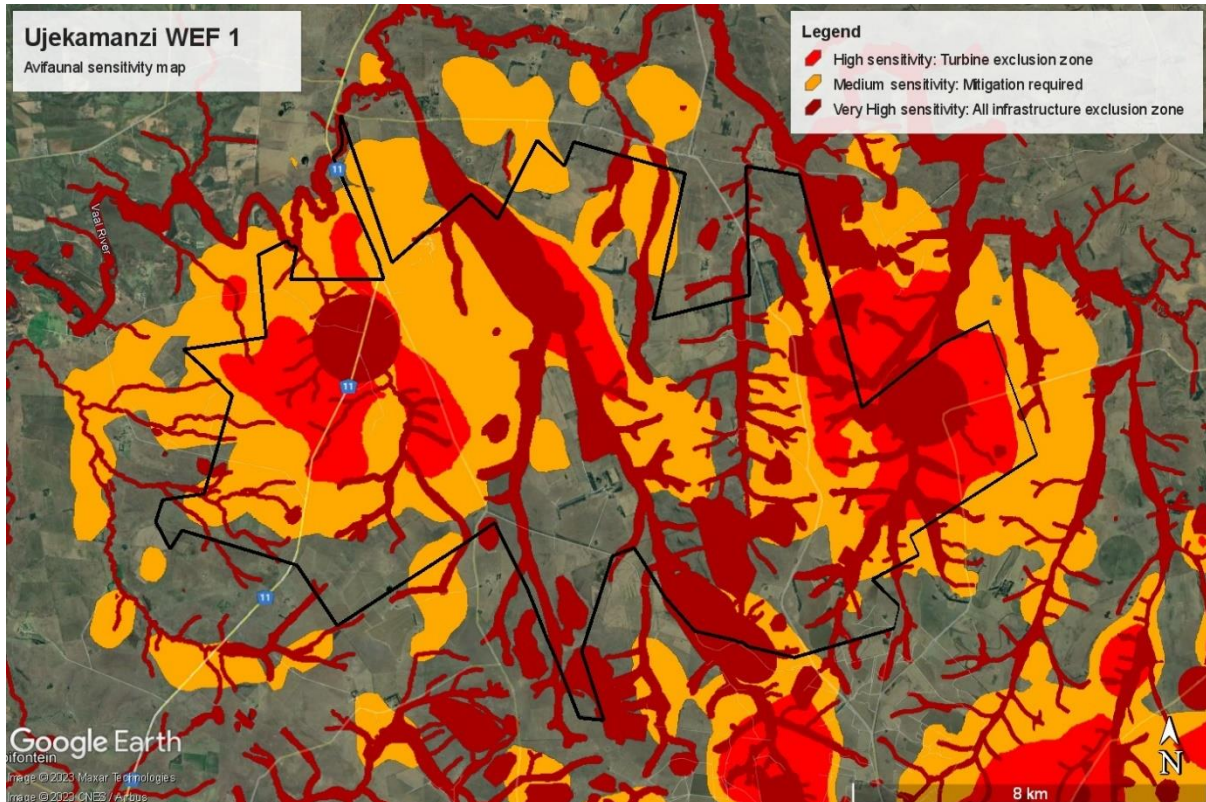 Ujekamanzi WEF 1
Avifaunal sensitivity map
Legend
High sensitivity: Turbine exclusion zone
Medium sensitivity: Mitigation required
Very High sensitivity: All infrastructure exclusion zone
11
Vaal River
11
11
Google Earth
oifontein
Image © 2023 Maxar Technologies
Image © 2023 CNES / Airbus
N
8 km